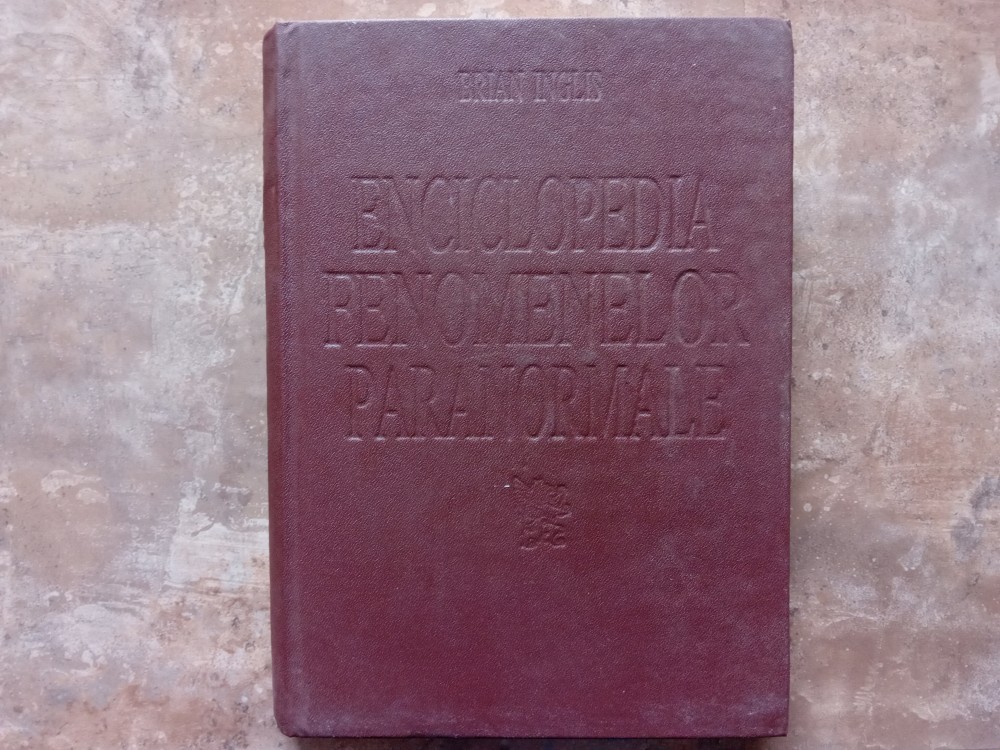 BRIAN INGLIS
ENCICLOPEDIA
FENOMENELOR
PARANORMALE